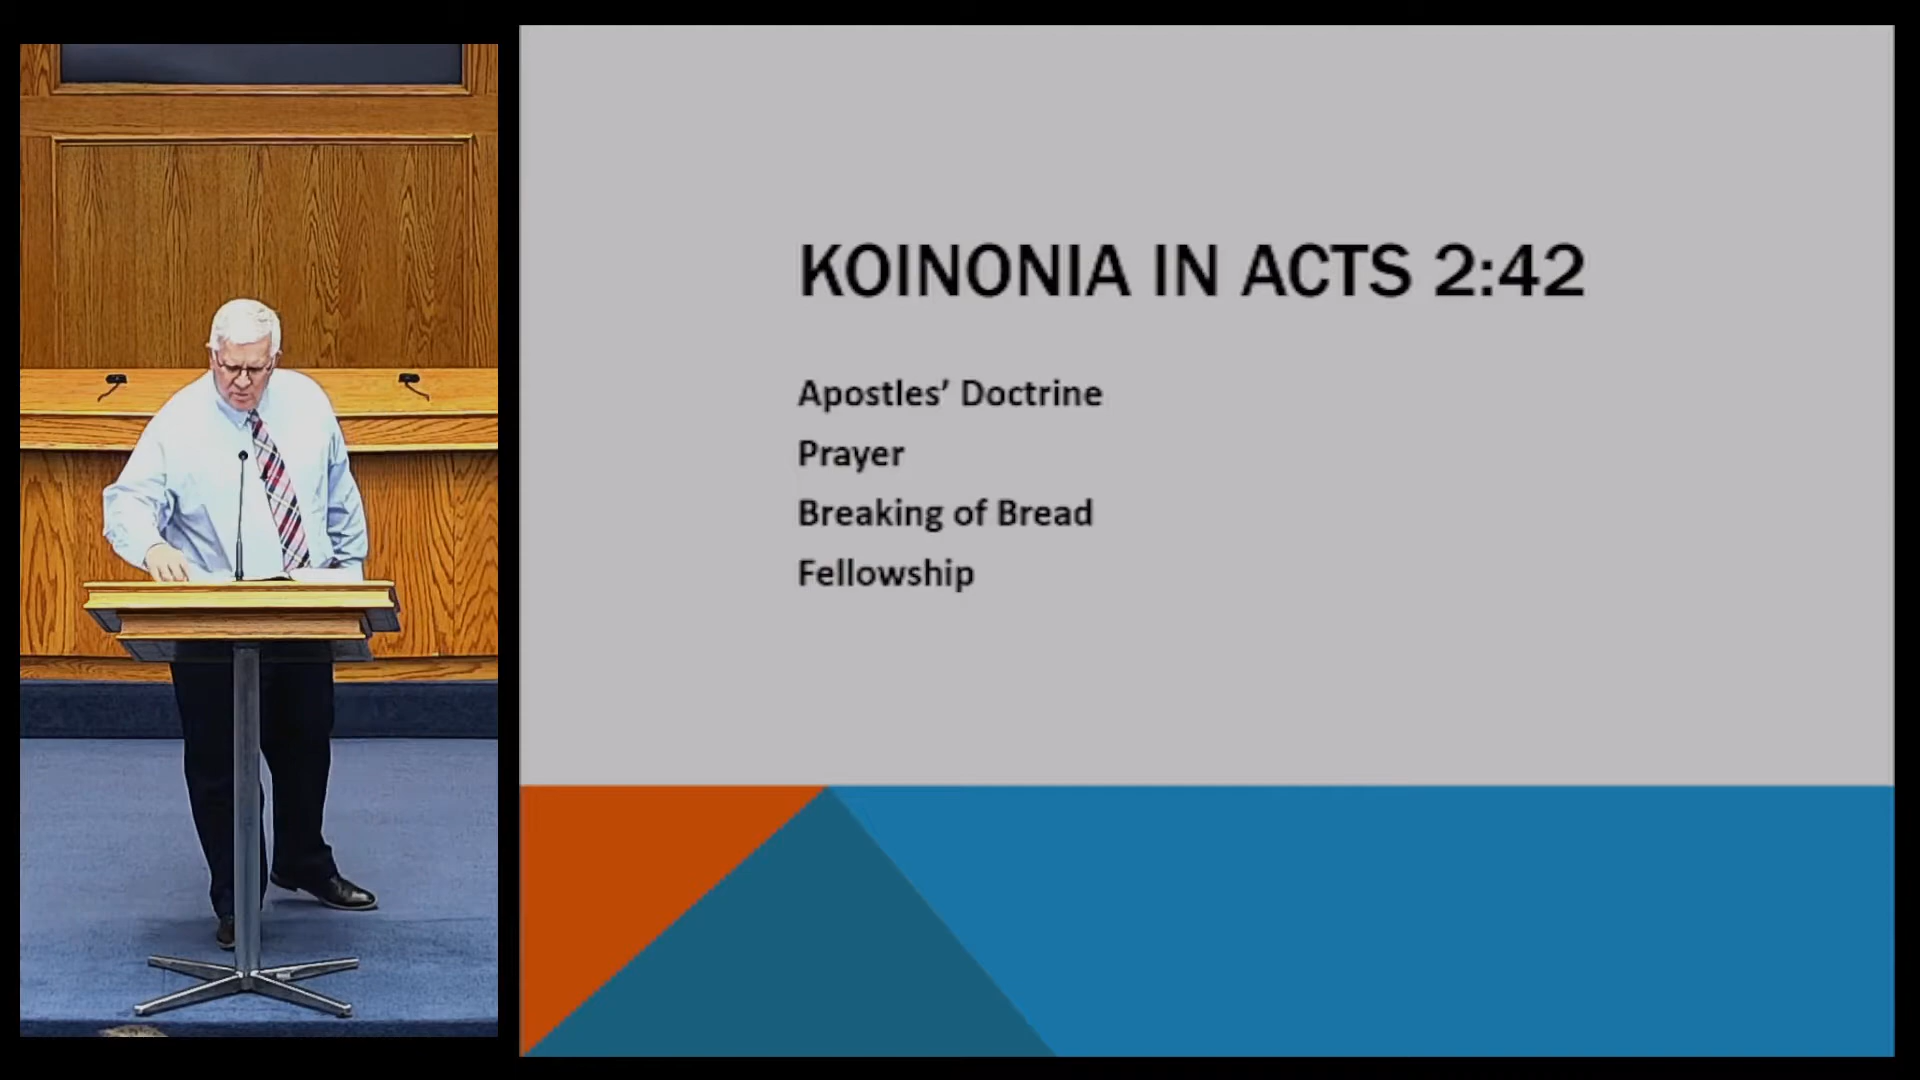 KOINONIA IN ACTS 2:42
Apostles’ Doctrine
Prayer
Breaking of Bread
Fellowship